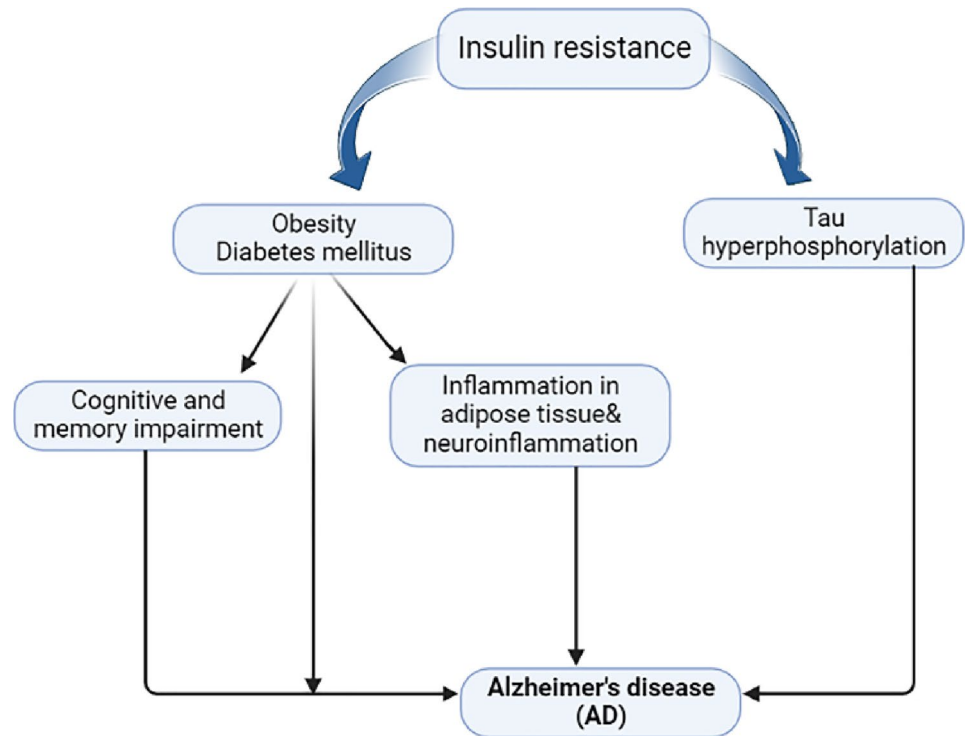 Insulin resistance
Obesity
Diabetes mellitus
Tau
hyperphosphorylation
Cognitive and
memory impairment
Inflammation in
adipose tissue&
neuroinflammation
Alzheimer's disease
(AD)